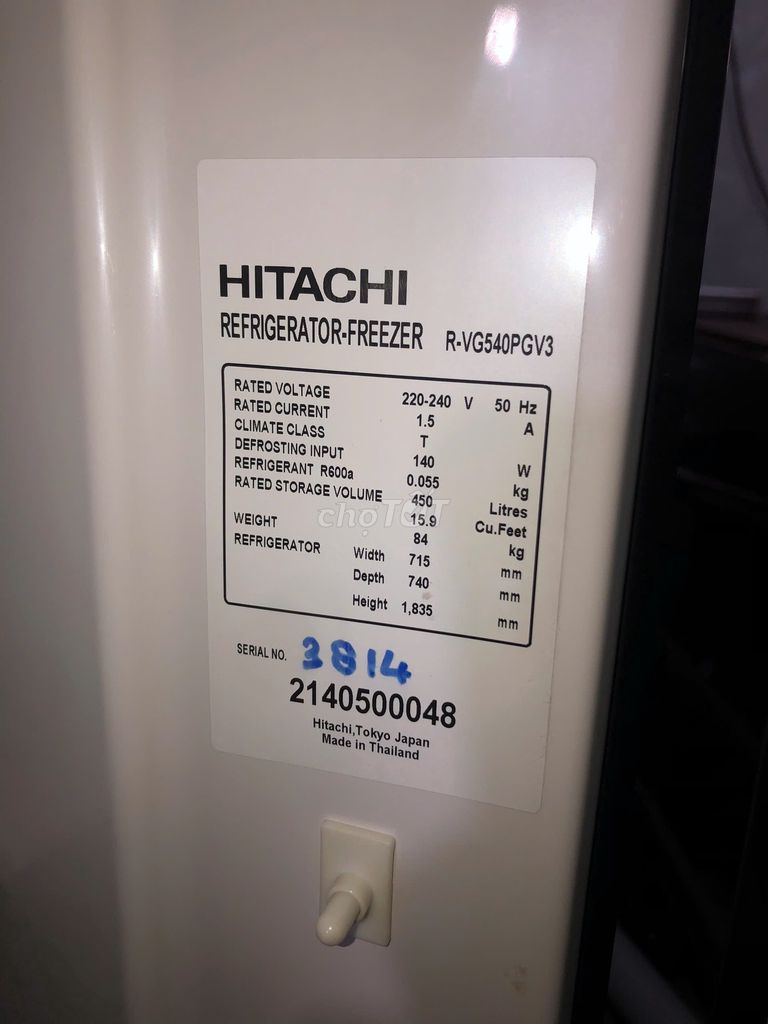 HITACHI
REFRIGERATOR-FREEZER R-VG540PGV3
RATED VOLTAGE 220-240 V 50 Hz
RATED CURRENT 1.5 A
CLIMATE CLASS T
DEFROSTING INPUT 140 W
REFRIGERANT R600a 0.055 kg
RATED STORAGE VOLUME 450 Litres
15.9 Cu.Feet
WEIGHT 84 kg
REFRIGERATOR Width 715 mm
Depth 740 mm
Height 1,835 mm
chợTỐT
SERIAL NO. 3814
2140500048
Hitachi,Tokyo Japan
Made in Thailand